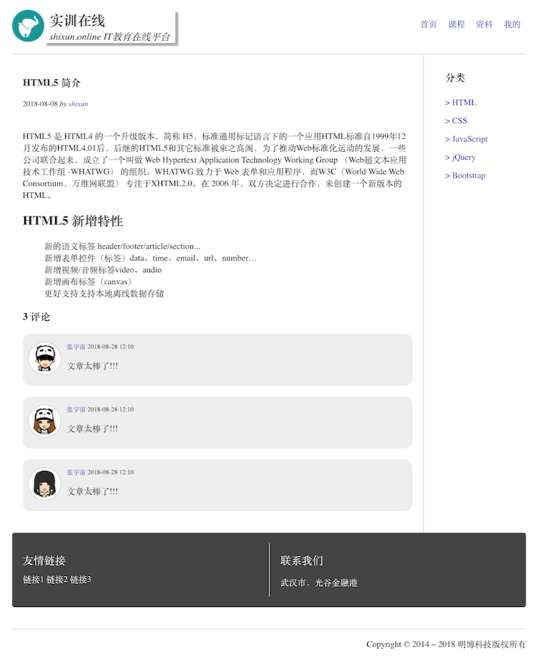 实训在线
shixun.online IT教育在线平台
首页 课程 资料 我的
HTML5 简介
2018-08-08 by shixun
HTML5 是 HTML4 的一个升级版本，简称 H5，标准通用标记语言下的一个应用HTML标准自1999年12
月发布的HTML4.01后，后继的HTML5和其它标准被束之高阁，为了推动Web标准化运动的发展，一些
公司联合起来，成立了一个叫做 Web Hypertext Application Technology Working Group （Web超文本应用
技术工作组 -WHATWG） 的组织。WHATWG 致力于 Web 表单和应用程序，而W3C（World Wide Web
Consortium，万维网联盟） 专注于XHTML2.0。在 2006 年，双方决定进行合作，来创建一个新版本的
HTML。
HTML5 新增特性
新的语义标签 header/footer/article/section...
新增表单控件（标签）data、time、email、url、number…
新增视频/音频标签video、audio
新增画布标签（canvas）
更好支持支持本地离线数据存储
3 评论
张宇宙 2018-08-28 12:10
文章太棒了!!!
张宇宙 2018-08-28 12:10
文章太棒了!!!
张宇宙 2018-08-28 12:10
文章太棒了!!!
分类
> HTML
> CSS
> JavaScript
> jQuery
> Bootstrap
友情链接
链接1 链接2 链接3
联系我们
武汉市，光谷金融港
Copyright © 2014 ~ 2018 明博科技版权所有